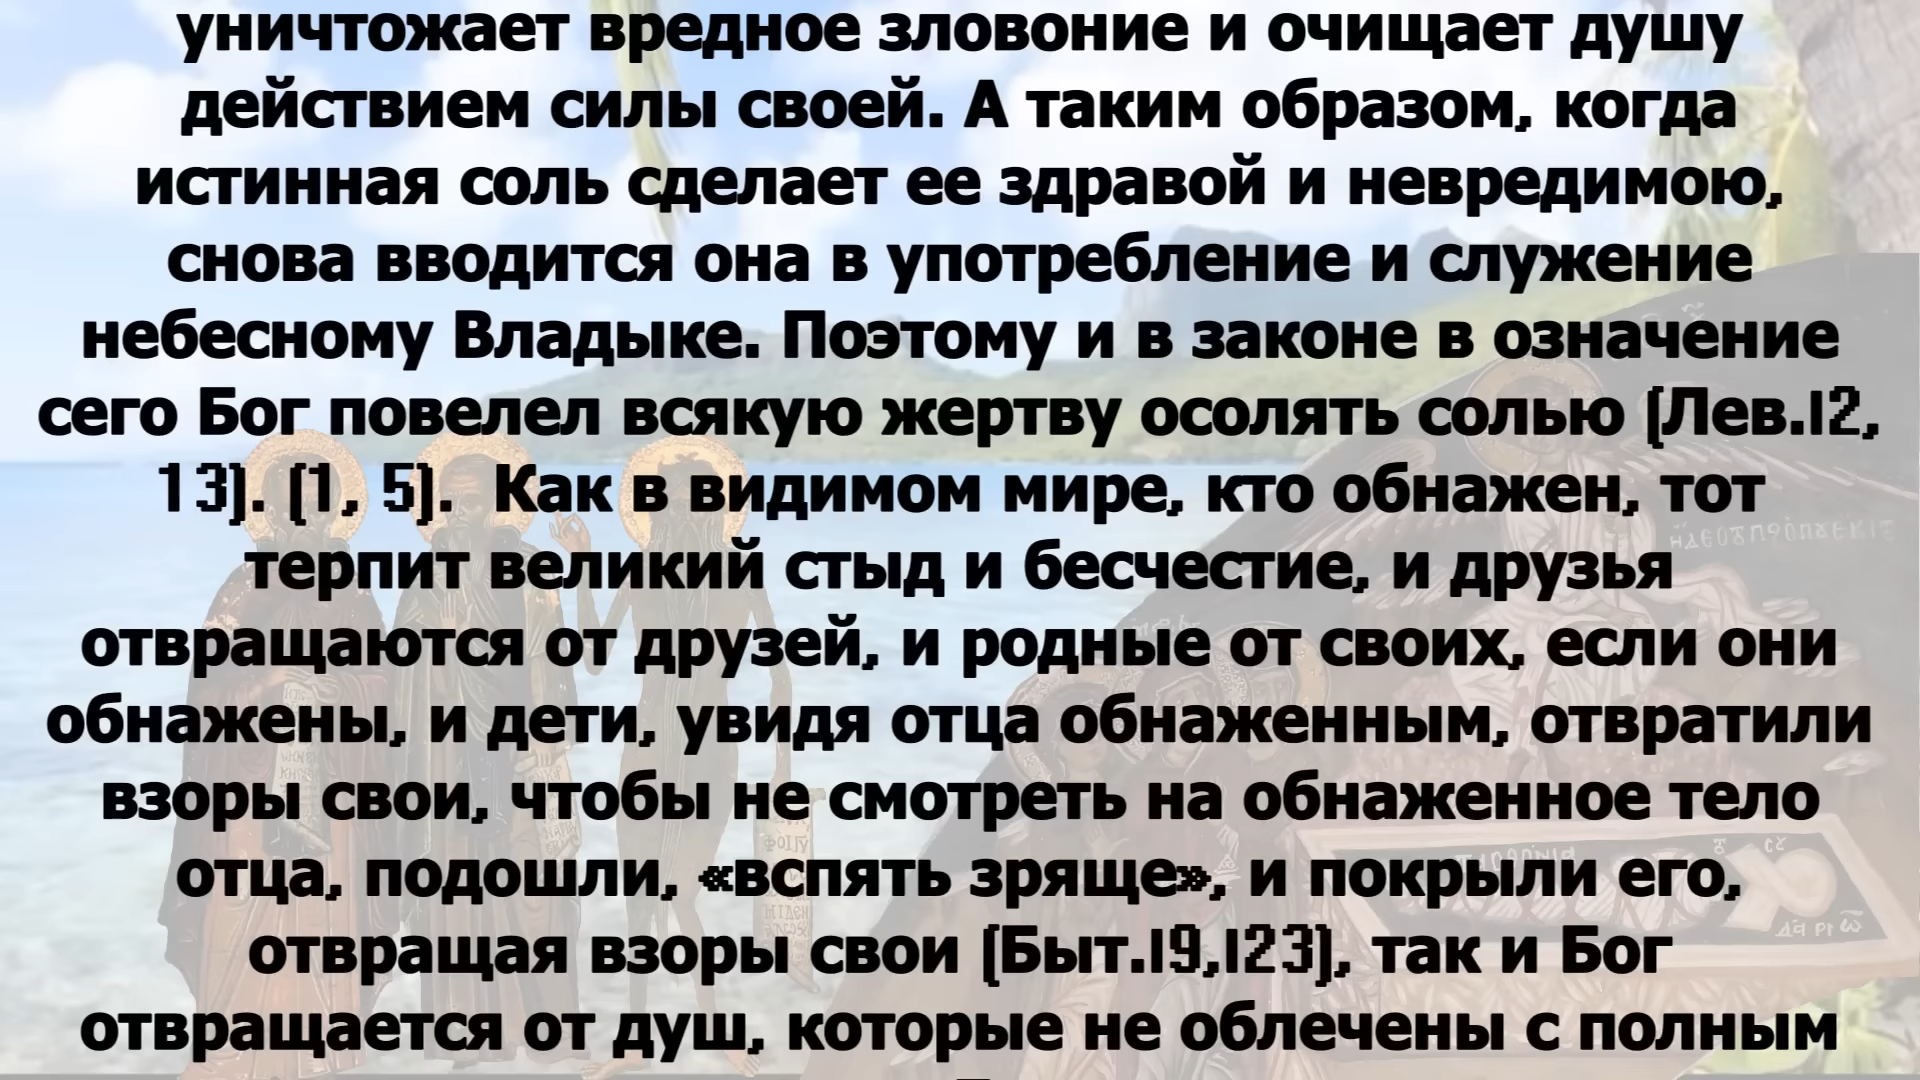 уничтожает вредное зловоние и очищает душу
действием силы своей. А таким образом, когда
истинная соль сделает ее здравой и невредимою,
снова вводится она в употребление и служение
небесному Владыке. Поэтому и в законе в означение
сего Бог повелел всякую жертву осолять солью (Лев.l2,
13). (1, 5). Как в видимом мире, кто обнажен, тот
терпит великий стыд и бесчестие, и друзья
отвращаются от друзей, и родные от своих, если они
обнажены, и дети, увидя отца обнаженным, отвратили
взоры свои, чтобы не смотреть на обнаженное тело
отца, подошли, «вспять зряще», и покрыли его,
отвращая взоры свои (Быт.l9,l23), так и Бог
отвращается от душ, которые не облечены с полным